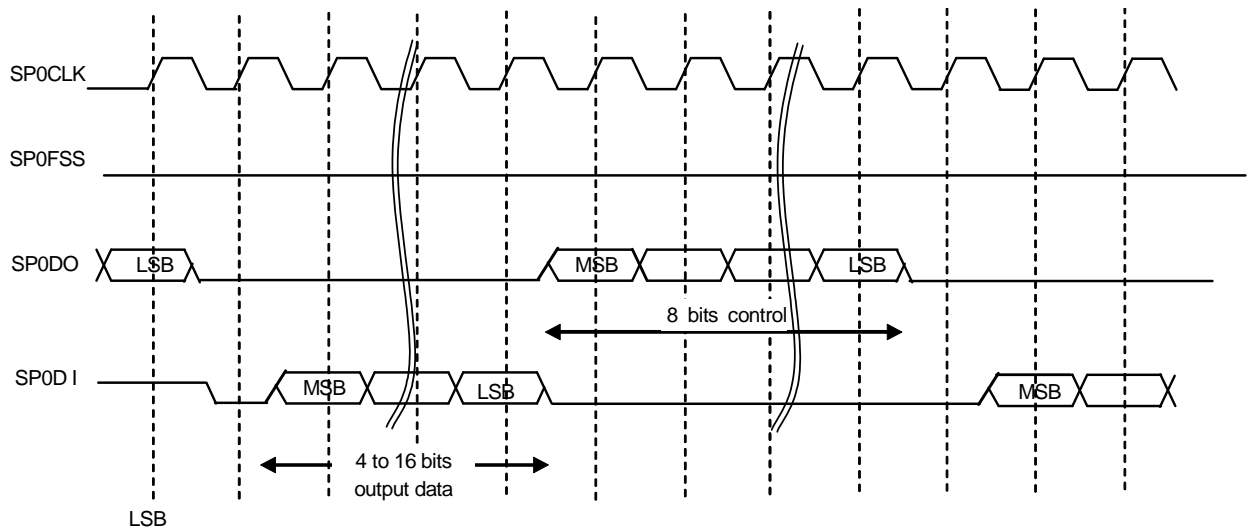 SP0CLK
SP0FSS
SP0DO
LSB
MSB
LSB
8 bits control
SP0D I
MSB
LSB
MSB
4 to 16 bits
output data
LSB